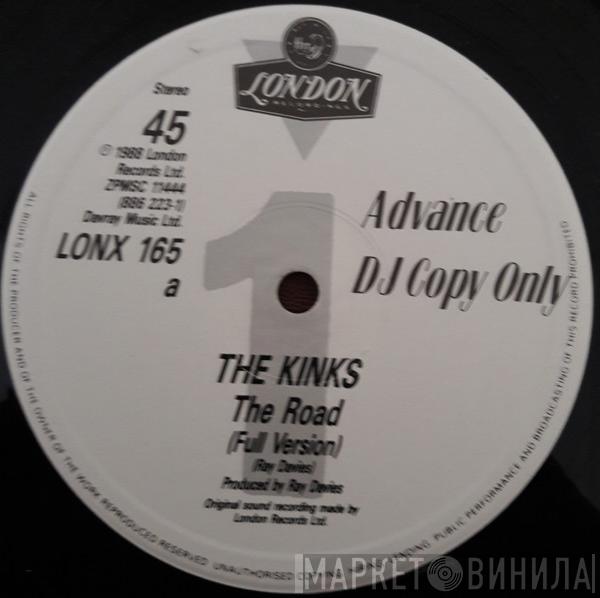 LONDON
RECORDINGS
Stereo
45
℗ 1988 London
Records Ltd.
ZPMSC 11444
(886 223-1)
Davray Music Ltd.
LONX 165
a
1
Advance
DJ Copy Only
THE KINKS
The Road
(Full Version)
(Ray Davies)
Produced by Ray Davies
Original sound recording made by
London Records Ltd.
ALL RIGHTS OF THE PRODUCER AND OF THE OWNER OF THE WORK REPRODUCED RESERVED UNAUTHORISED COPYING, HIRING, LENDING, PUBLIC PERFORMANCE AND BROADCASTING OF THIS RECORD PROHIBITED
МАРКЕТ ВИНИЛА